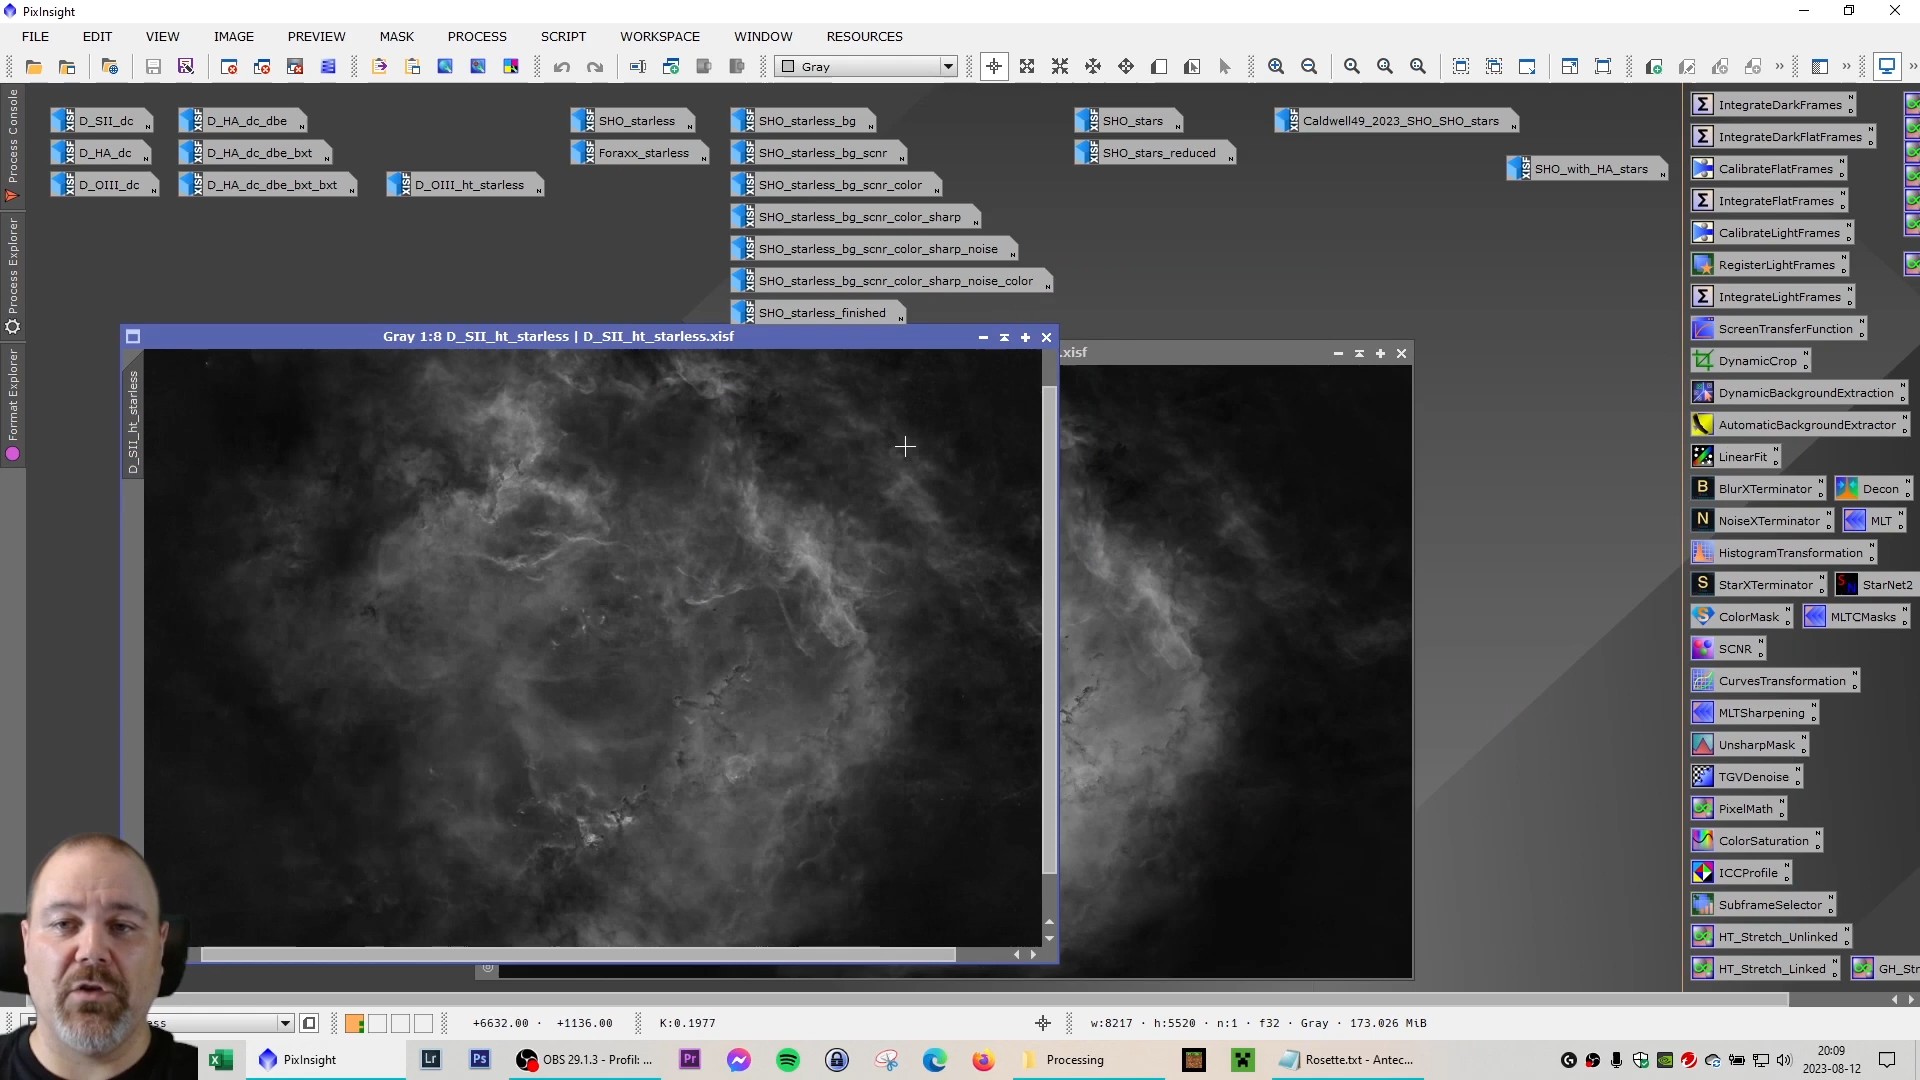 PixInsight
FILE EDIT VIEW IMAGE PREVIEW MASK PROCESS SCRIPT WORKSPACE WINDOW RESOURCES
Gray
Process Console
Process Explorer
Format Explorer
D_SII_dc
D_HA_dc
D_OIII_dc
D_HA_dc_dbe
D_HA_dc_dbe_bxt
D_HA_dc_dbe_bxt_bxt
D_OIII_ht_starless
SHO_starless
Foraxx_starless
SHO_starless_bg
SHO_starless_bg_scnr
SHO_starless_bg_scnr_color
SHO_starless_bg_scnr_color_sharp
SHO_starless_bg_scnr_color_sharp_noise
SHO_starless_bg_scnr_color_sharp_noise_color
SHO_starless_finished
SHO_stars
SHO_stars_reduced
Caldwell49_2023_SHO_SHO_stars
SHO_with_HA_stars
Gray 1:8 D_SII_ht_starless | D_SII_ht_starless.xisf
.xisf
D_SII_ht_starless
IntegrateDarkFrames
IntegrateDarkFlatFrames
CalibrateFlatFrames
IntegrateFlatFrames
CalibrateLightFrames
RegisterLightFrames
IntegrateLightFrames
ScreenTransferFunction
DynamicCrop
DynamicBackgroundExtraction
AutomaticBackgroundExtractor
LinearFit
BlurXTerminator Decon
NoiseXTerminator MLT
HistogramTransformation
StarXTerminator StarNet2
ColorMask MLTCMasks
SCNR
CurvesTransformation
MLTSharpening
UnsharpMask
TGVDenoise
PixelMath
ColorSaturation
ICCProfile
SubframeSelector
HT_Stretch_Unlinked
HT_Stretch_Linked GH_Str
ess +6632.00 · +1136.00 K:0.1977 w:8217 · h:5520 · n:1 · f32 · Gray · 173.026 MiB
PixInsight Lr Ps OBS 29.1.3 - Profil: ... Pr Processing Rosette.txt - Antec... 20:09
2023-08-12